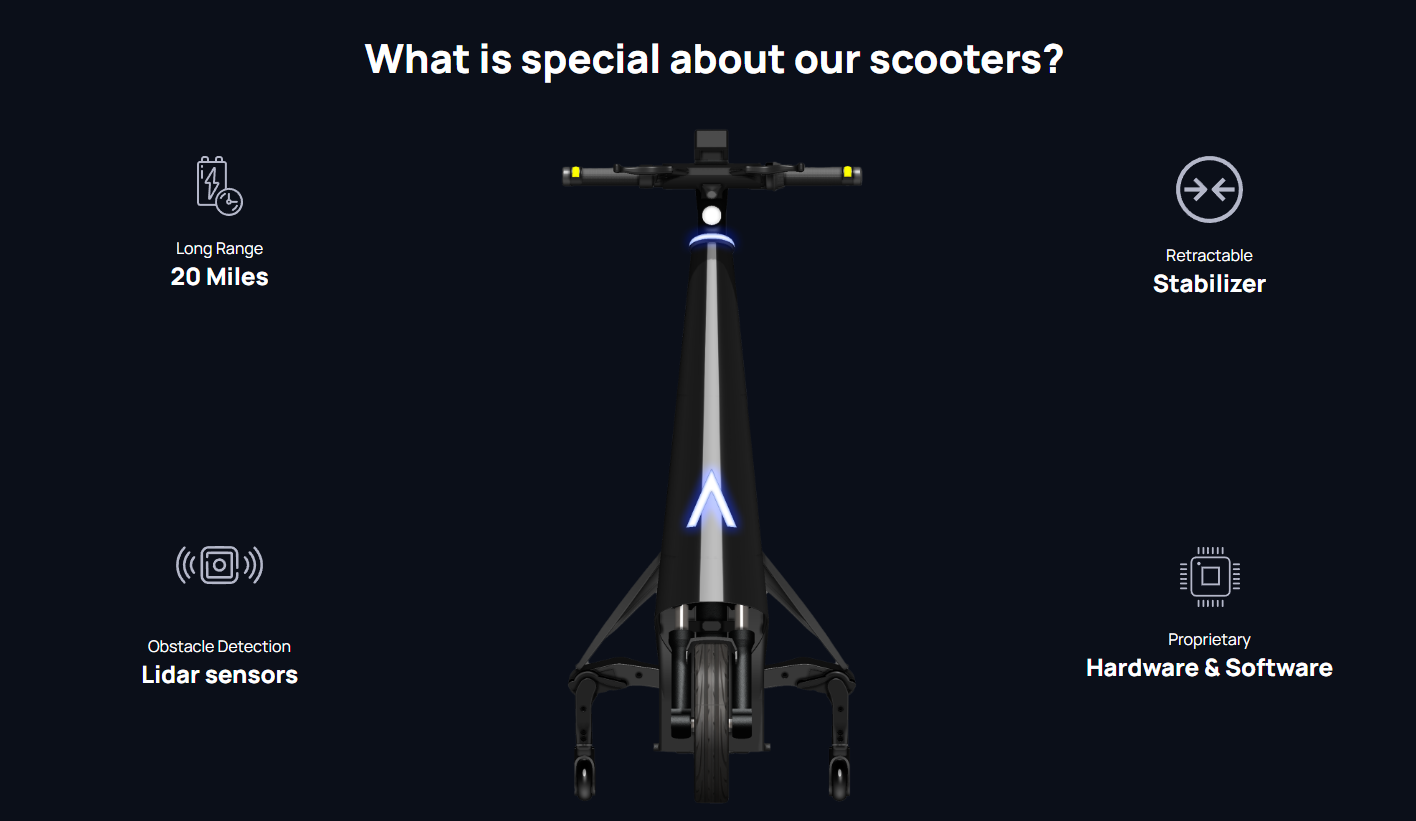 What is special about our scooters?
Long Range
20 Miles
Retractable
Stabilizer
Obstacle Detection
Lidar sensors
Proprietary
Hardware & Software